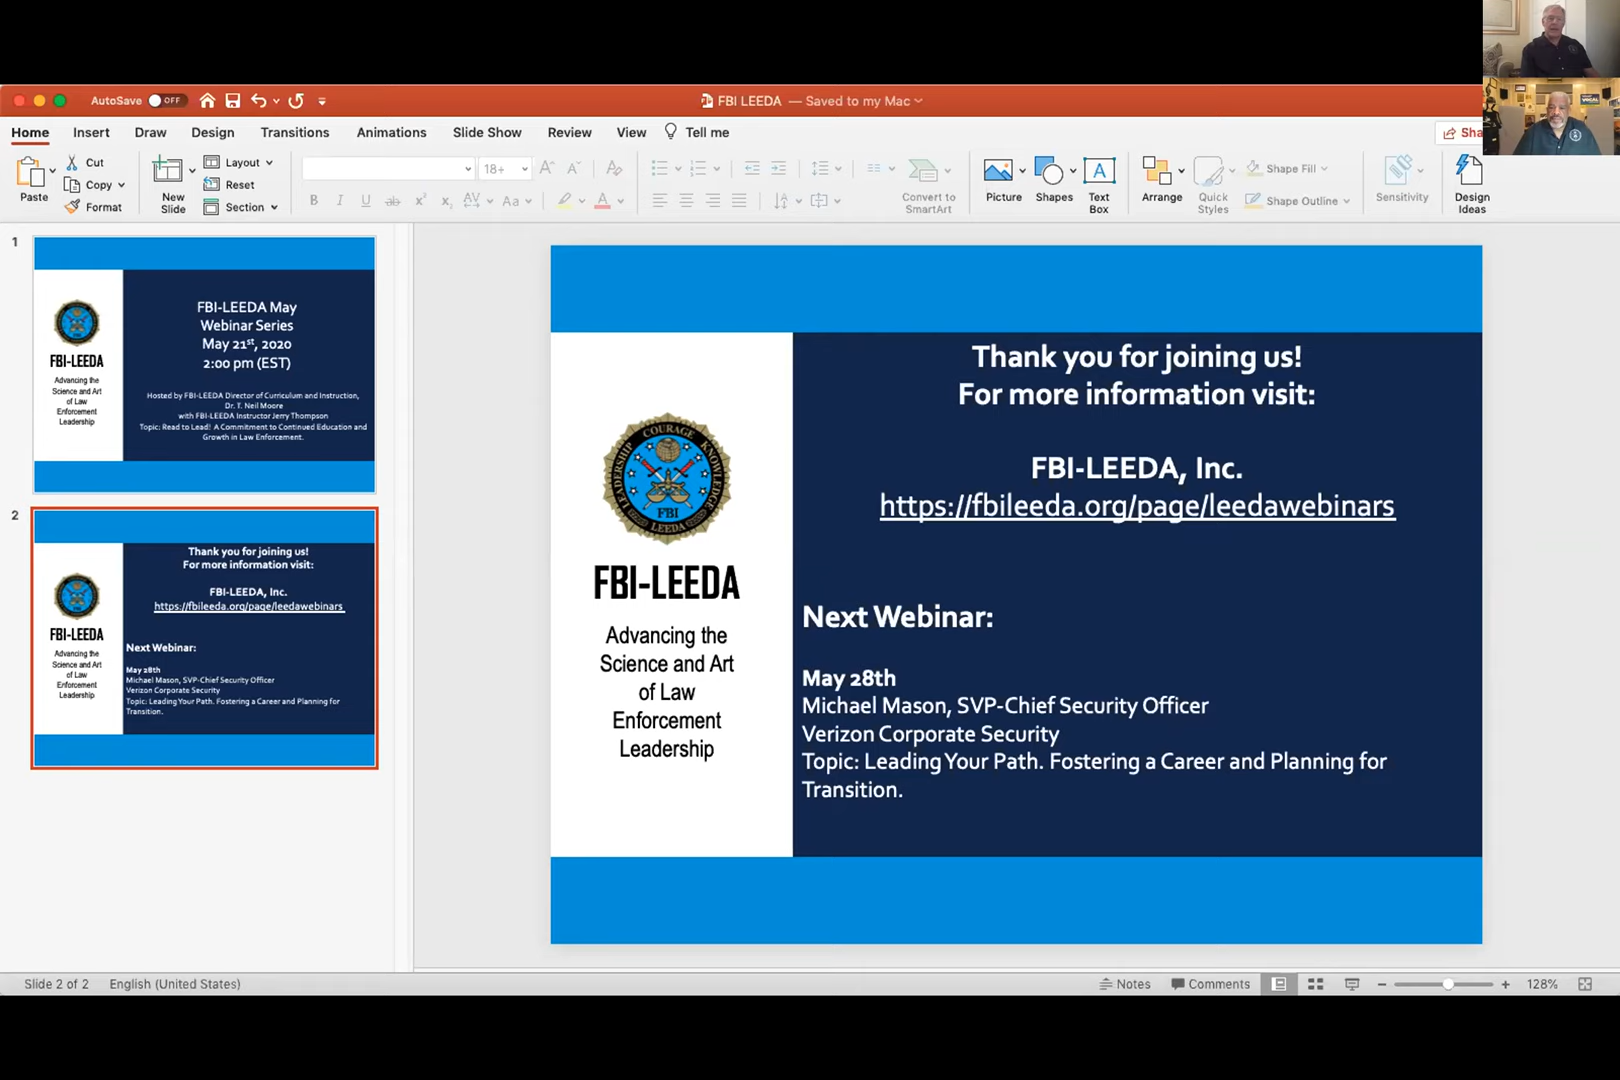 AutoSave OFF
FBI LEEDA — Saved to my Mac
Home Insert Draw Design Transitions Animations Slide Show Review View Tell me
Sha
Paste
Cut
Copy
Format
New
Slide
Layout
Reset
Section
18+
Convert to
SmartArt
Picture
Shapes
Text
Box
Arrange
Quick
Styles
Shape Fill
Shape Outline
Sensitivity
Design
Ideas
1
FBI-LEEDA May
Webinar Series
May 21st, 2020
2:00 pm (EST)
Hosted by FBI-LEEDA Director of Curriculum and Instruction,
Dr. T. Neil Moore
with FBI-LEEDA Instructor Jerry Thompson
Topic: Read to Lead! A Commitment to Continued Education and
Growth in Law Enforcement.
FBI-LEEDA
Advancing the
Science and Art
of Law
Enforcement
Leadership
2
Thank you for joining us!
For more information visit:
FBI-LEEDA, Inc.
https://fbileeda.org/page/leedawebinars
FBI-LEEDA
Advancing the
Science and Art
of Law
Enforcement
Leadership
Next Webinar:
May 28th
Michael Mason, SVP-Chief Security Officer
Verizon Corporate Security
Topic: Leading Your Path. Fostering a Career and Planning for
Transition.
Thank you for joining us!
For more information visit:
FBI-LEEDA, Inc.
https://fbileeda.org/page/leedawebinars
LEADERSHIP COURAGE KNOWLEDGE
FBI
LEEDA
FBI-LEEDA
Advancing the
Science and Art
of Law
Enforcement
Leadership
Next Webinar:
May 28th
Michael Mason, SVP-Chief Security Officer
Verizon Corporate Security
Topic: Leading Your Path. Fostering a Career and Planning for
Transition.
Slide 2 of 2 English (United States)
Notes Comments 128%